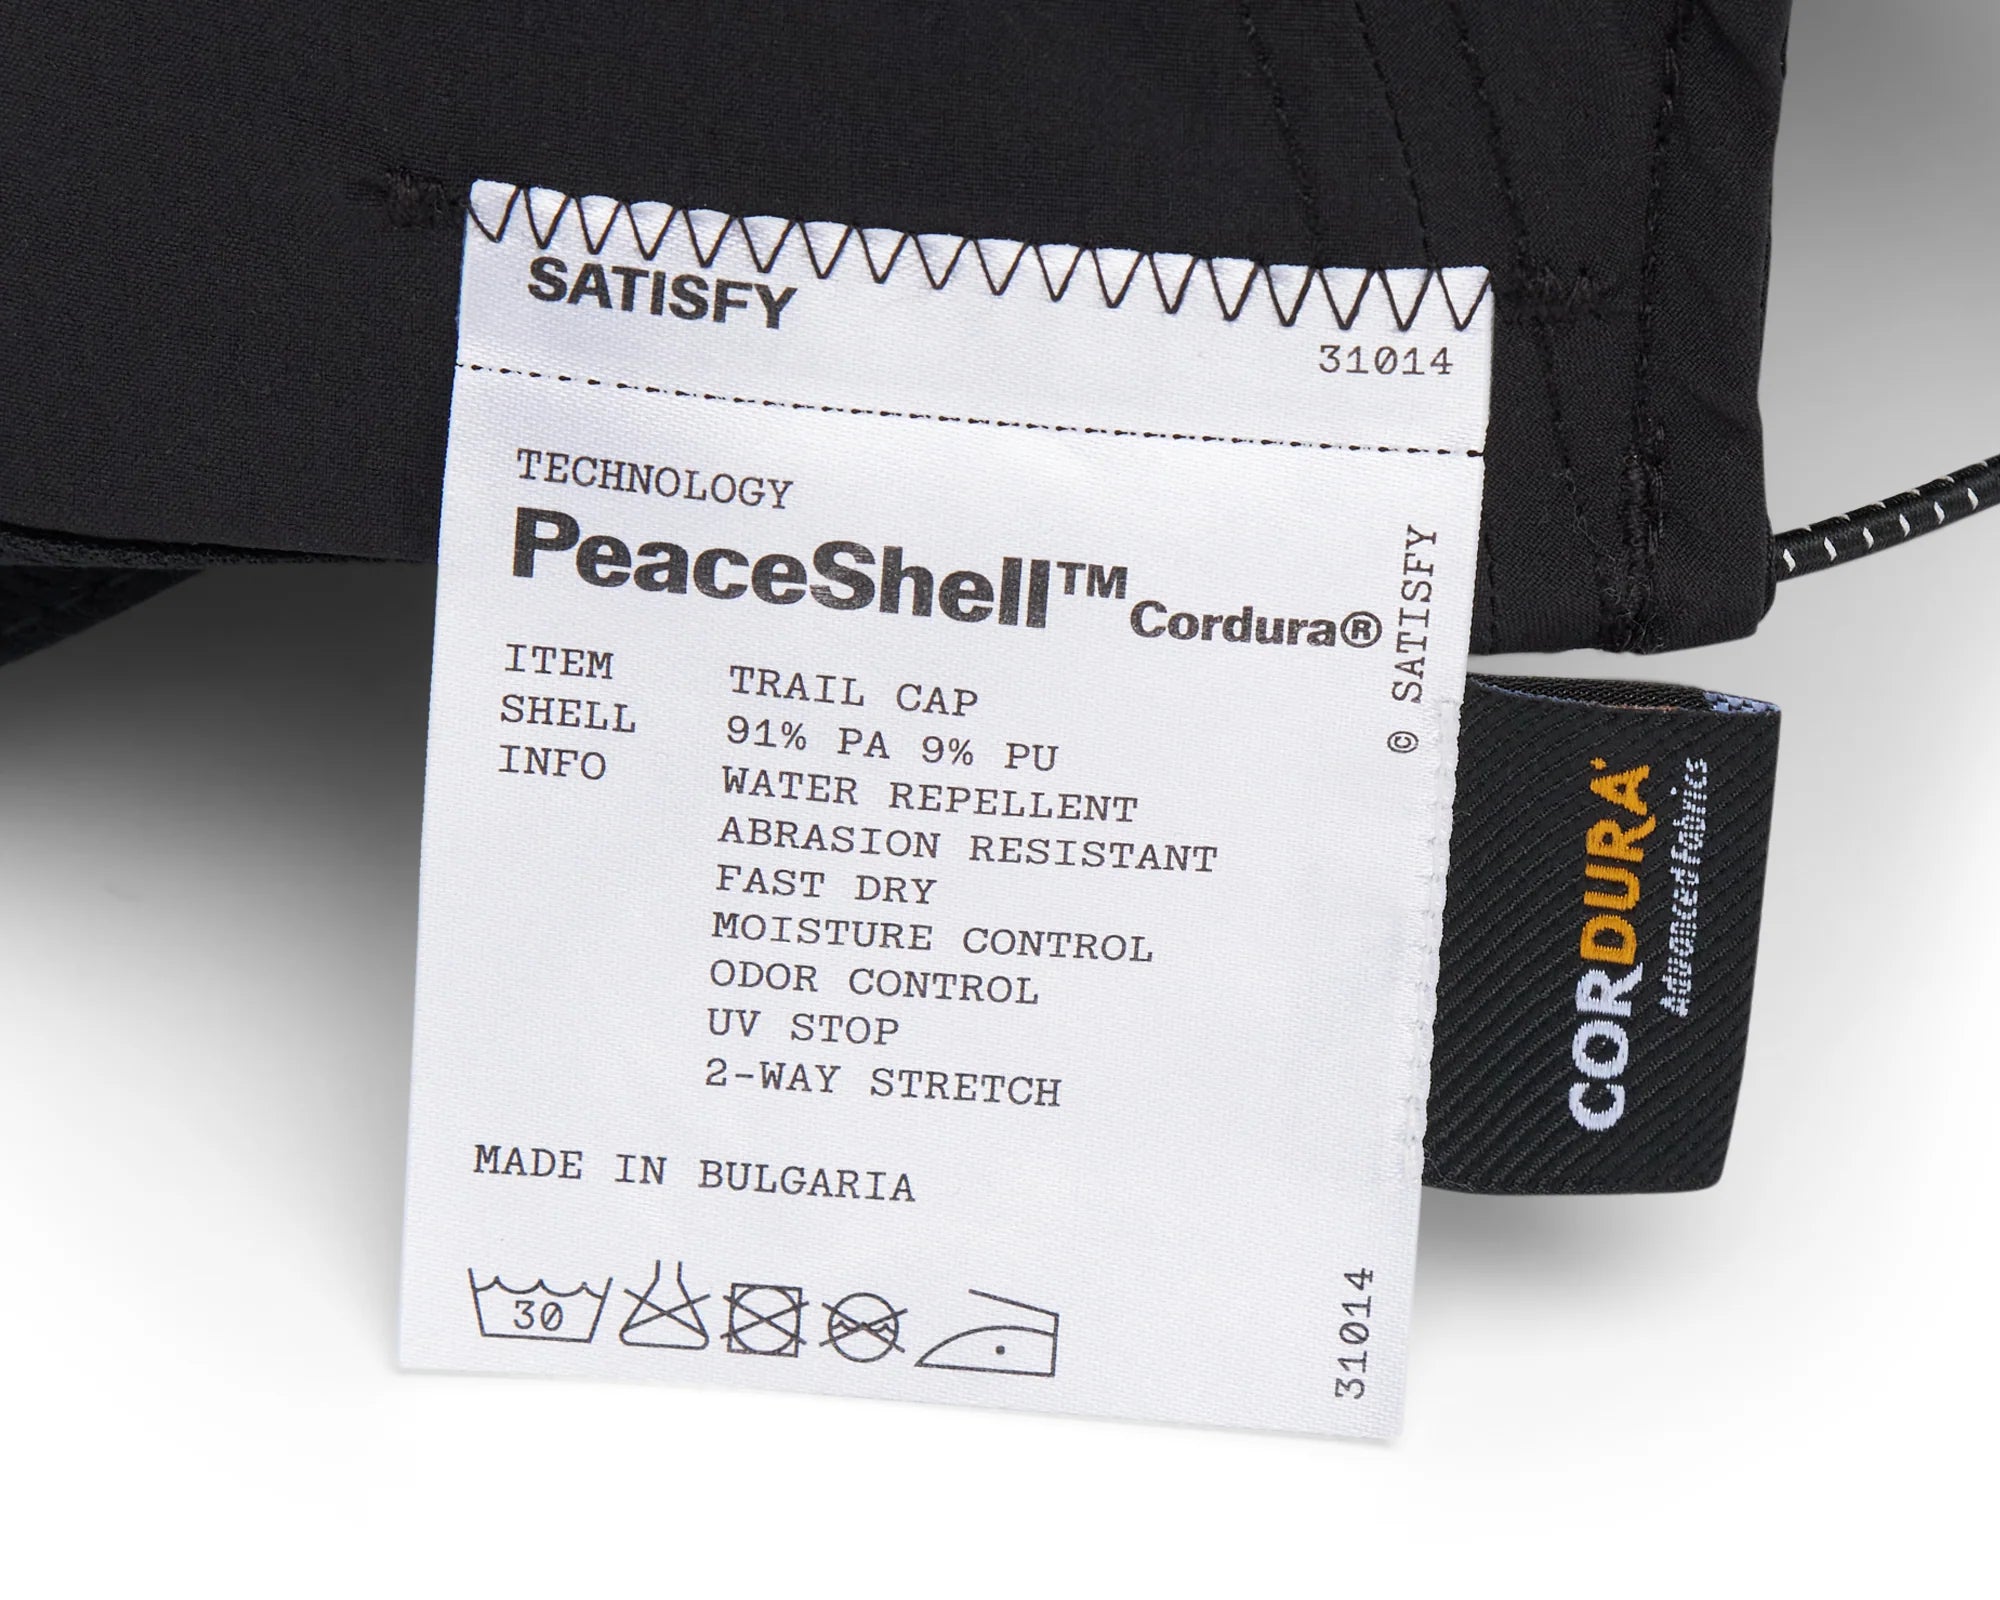 SATISFY
31014
TECHNOLOGY
PeaceShell™ Cordura®
ITEM TRAIL CAP
SHELL 91% PA 9% PU
INFO WATER REPELLENT
ABRASION RESISTANT
FAST DRY
MOISTURE CONTROL
ODOR CONTROL
UV STOP
2-WAY STRETCH
MADE IN BULGARIA
30
© SATISFY
31014
CORDURA
Advanced fabrics